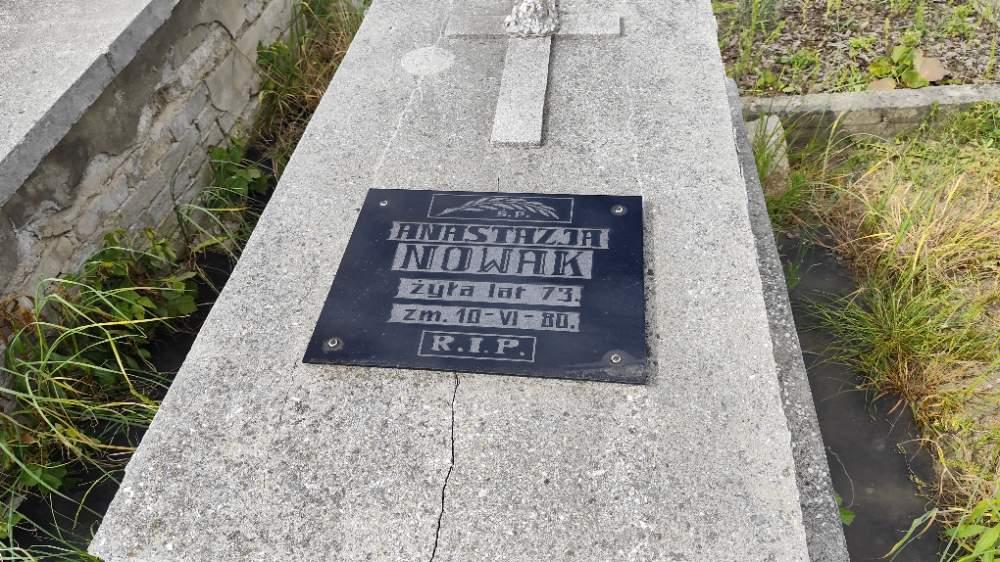 Ś.P.
ANASTAZJA
NOWAK
żyła lat 73.
zm. 10-VI-80.
R.I.P.